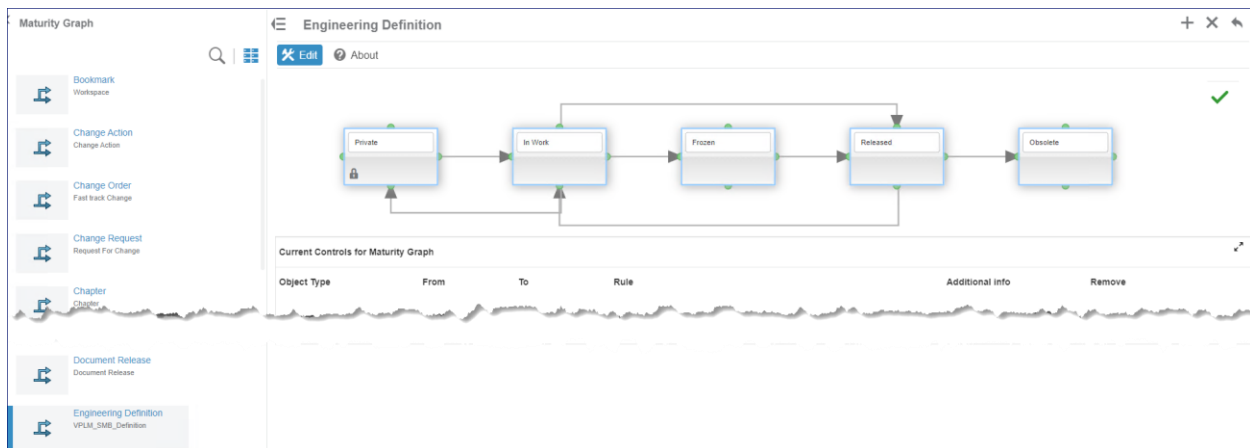 Maturity Graph
Engineering Definition
Edit
About
Bookmark
Workspace
Change Action
Change Action
Change Order
Fast track Change
Change Request
Request For Change
Chapter
Chapter
Document Release
Document Release
Engineering Definition
VPLM_SMB_Definition
Private
In Work
Frozen
Released
Obsolete
Current Controls for Maturity Graph
Object Type From To Rule Additional info Remove